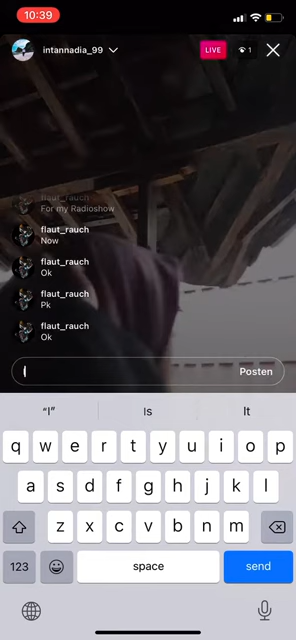 10:39
intannadia_99
LIVE
1
flaut_rauch
For my Radioshow
flaut_rauch
Now
flaut_rauch
Ok
flaut_rauch
Pk
flaut_rauch
Ok
Posten
"I" Is It
q w e r t y u i o p
a s d f g h j k l
z x c v b n m
123 space send